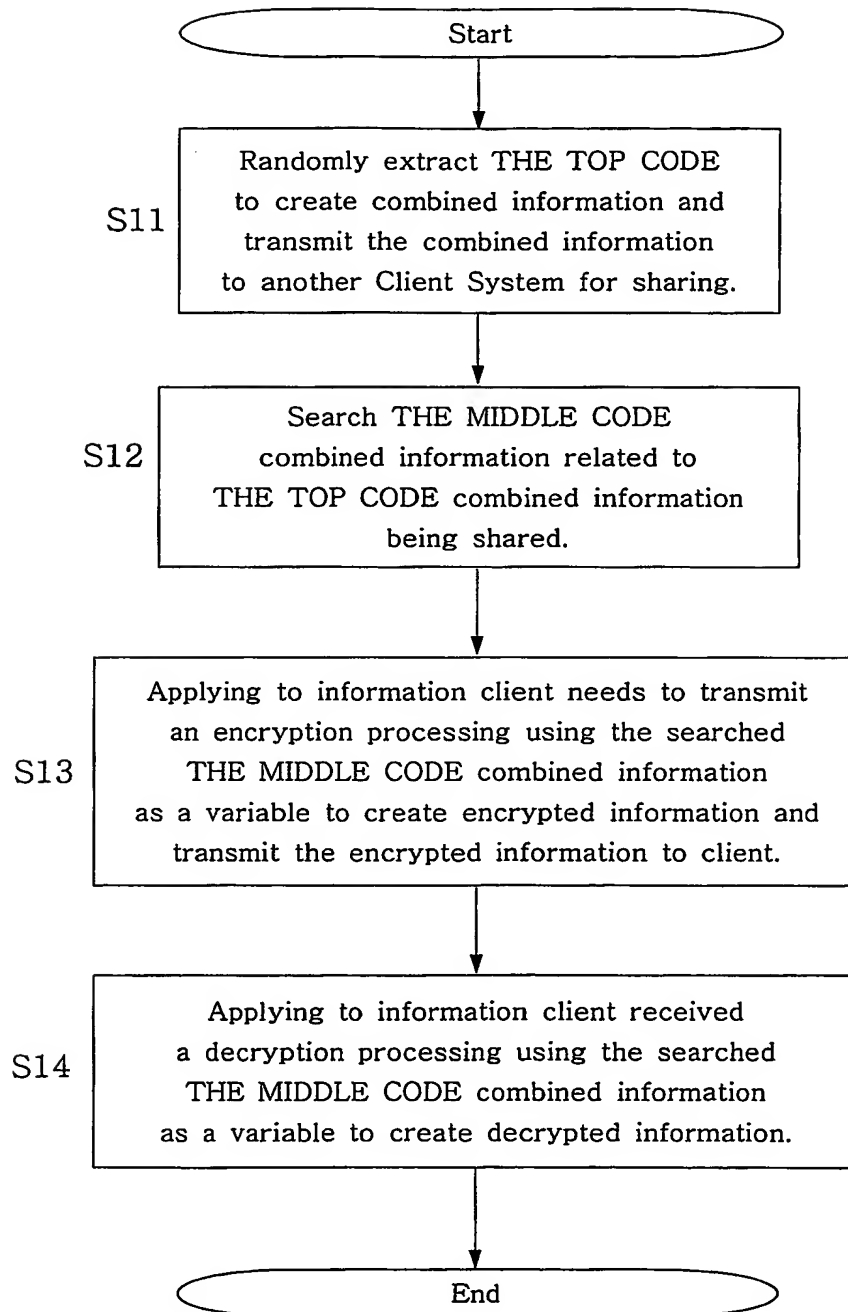 Start
S11
Randomly extract THE TOP CODE
to create combined information and
transmit the combined information
to another Client System for sharing.
S12
Search THE MIDDLE CODE
combined information related to
THE TOP CODE combined information
being shared.
S13
Applying to information client needs to transmit
an encryption processing using the searched
THE MIDDLE CODE combined information
as a variable to create encrypted information and
transmit the encrypted information to client.
S14
Applying to information client received
a decryption processing using the searched
THE MIDDLE CODE combined information
as a variable to create decrypted information.
End